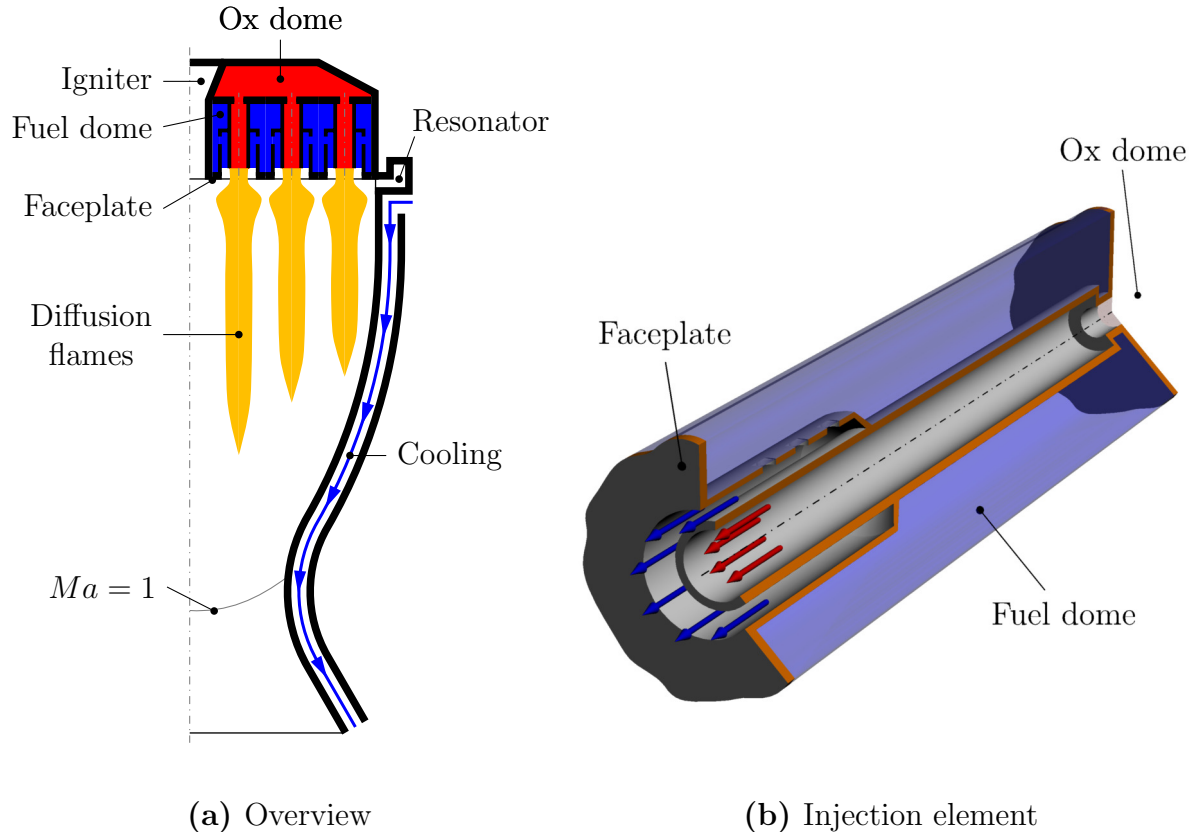 Ox dome
Igniter
Fuel dome
Resonator
Faceplate
Diffusion
flames
Cooling
Ma = 1
(a) Overview
Ox dome
Faceplate
Fuel dome
(b) Injection element